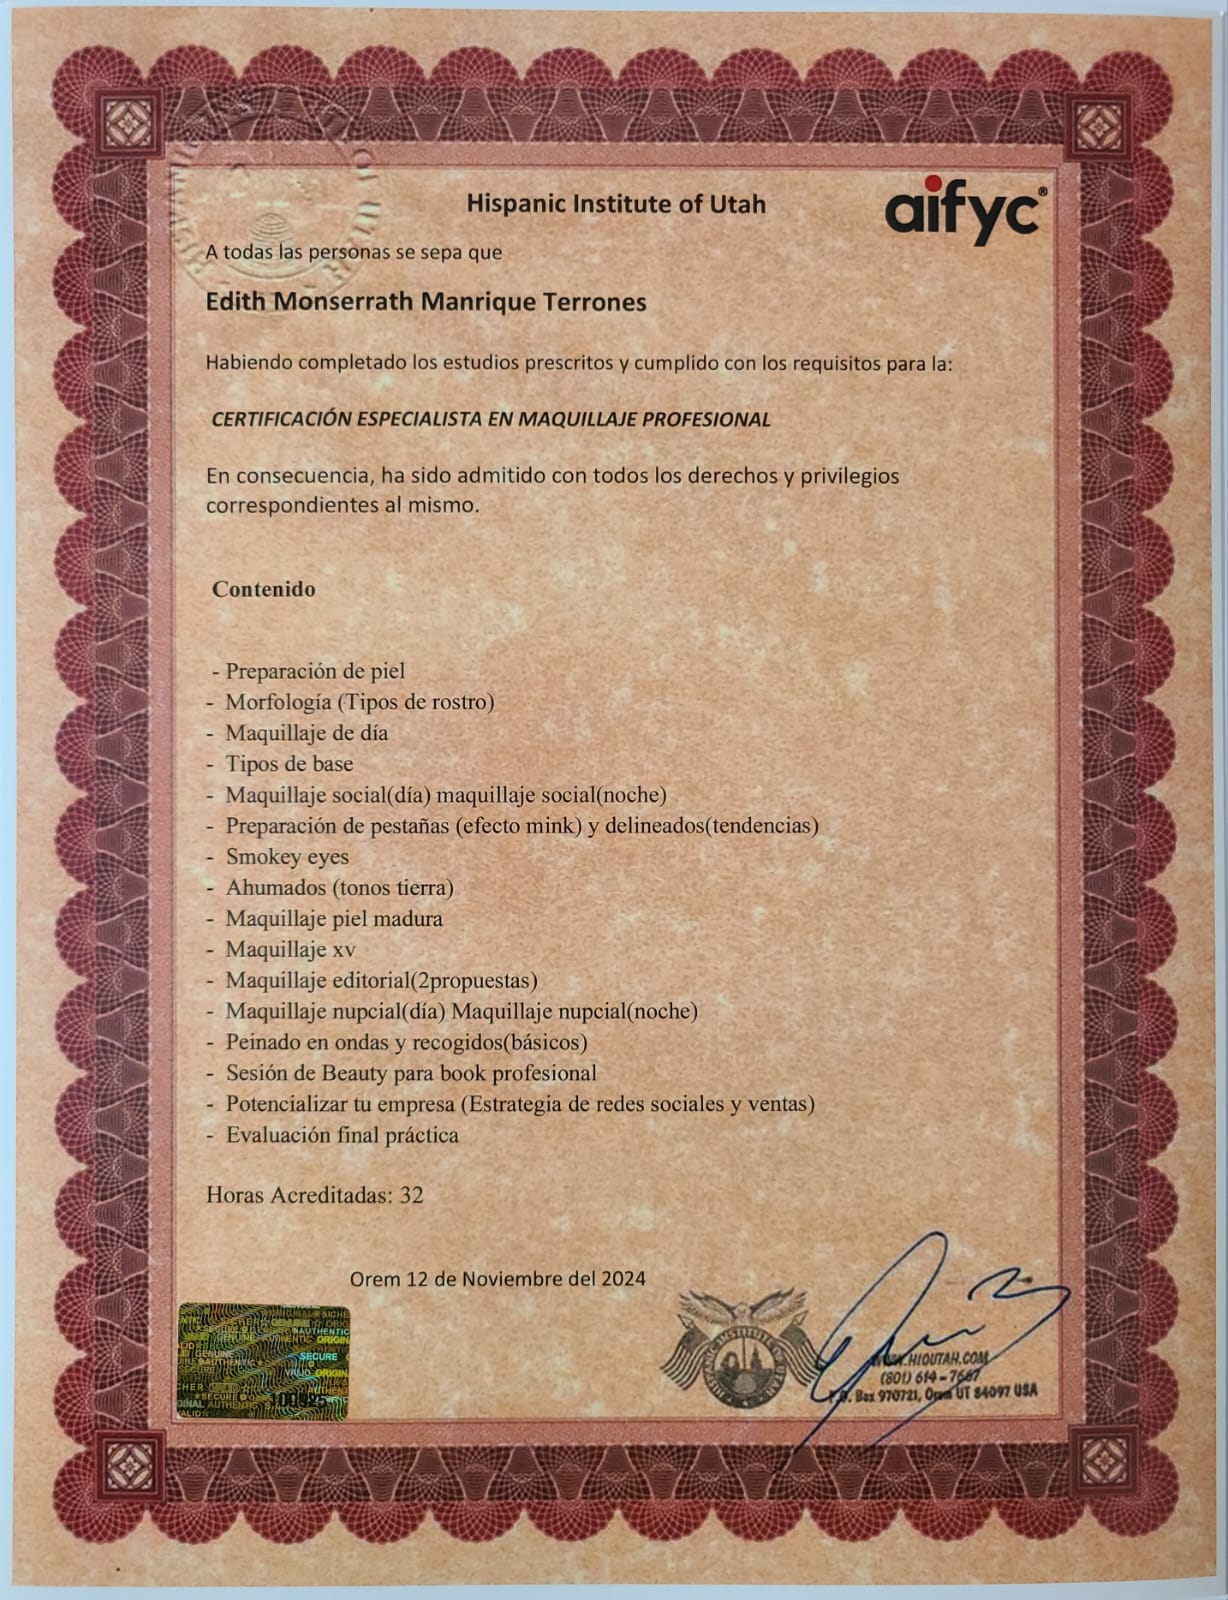 Hispanic Institute of Utah
aifyc®
A todas las personas se sepa que
Edith Monserrath Manrique Terrones
Habiendo completado los estudios prescritos y cumplido con los requisitos para la:
CERTIFICACIÓN ESPECIALISTA EN MAQUILLAJE PROFESIONAL
En consecuencia, ha sido admitido con todos los derechos y privilegios
correspondientes al mismo.
Contenido
- Preparación de piel
- Morfología (Tipos de rostro)
- Maquillaje de día
- Tipos de base
- Maquillaje social(día) maquillaje social(noche)
- Preparación de pestañas (efecto mink) y delineados(tendencias)
- Smokey eyes
- Ahumados (tonos tierra)
- Maquillaje piel madura
- Maquillaje xv
- Maquillaje editorial(2propuestas)
- Maquillaje nupcial(día) Maquillaje nupcial(noche)
- Peinado en ondas y recogidos(básicos)
- Sesión de Beauty para book profesional
- Potencializar tu empresa (Estrategia de redes sociales y ventas)
- Evaluación final práctica
Horas Acreditadas: 32
Orem 12 de Noviembre del 2024
WWW.HIOUTAH.COM
(801) 614-7667
P.O. Box 970721, Orem UT 84097 USA